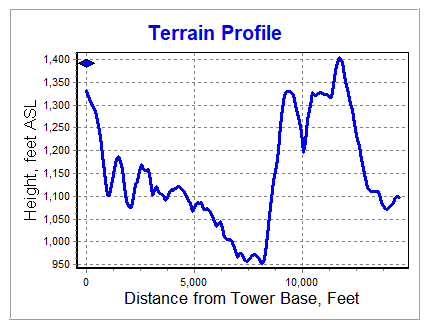 Terrain Profile
Height, feet ASL
1,400
1,350
1,300
1,250
1,200
1,150
1,100
1,050
1,000
950
0 5,000 10,000
Distance from Tower Base, Feet